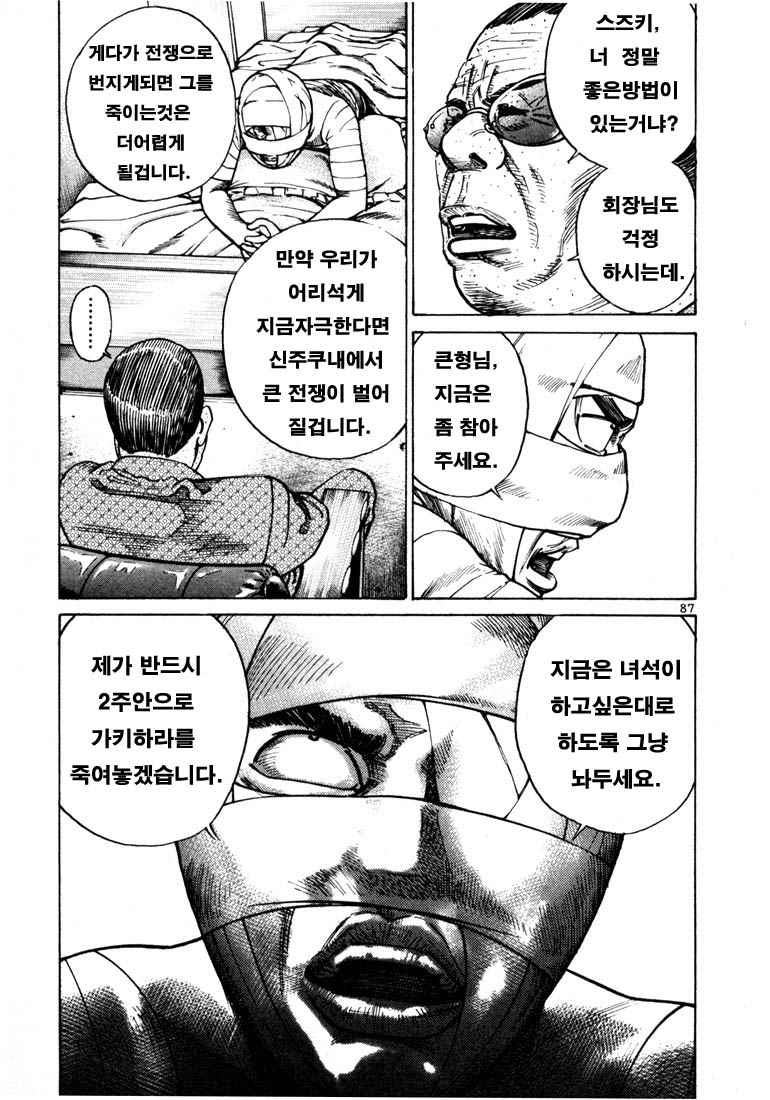 스즈키,
너 정말
좋은방법이
있는거냐?
회장님도
걱정
하시는데.
큰형님,
지금은
좀 참아
주세요.
게다가 전쟁으로
번지게되면 그를
죽이는것은
더어렵게
될겁니다.
만약 우리가
어리석게
지금자극한다면
신주쿠내에서
큰 전쟁이 벌어
질겁니다.
………
87
지금은 녀석이
하고싶은대로
하도록 그냥
놔두세요.
제가 반드시
2주안으로
가키하라를
죽여놓겠습니다.